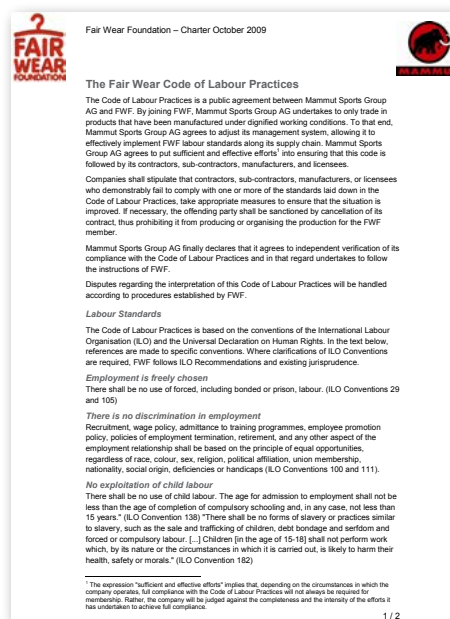 FAIR
WEAR
FOUNDATION
Fair Wear Foundation – Charter October 2009
MAMMUT
The Fair Wear Code of Labour Practices
The Code of Labour Practices is a public agreement between Mammut Sports Group
AG and FWF. By joining FWF, Mammut Sports Group AG undertakes to only trade in
products that have been manufactured under dignified working conditions. To that end,
Mammut Sports Group AG agrees to adjust its management system, allowing it to
effectively implement FWF labour standards along its supply chain. Mammut Sports
Group AG agrees to put sufficient and effective efforts¹ into ensuring that this code is
followed by its contractors, sub-contractors, manufacturers, and licensees.
Companies shall stipulate that contractors, sub-contractors, manufacturers, or licensees
who demonstrably fail to comply with one or more of the standards laid down in the
Code of Labour Practices, take appropriate measures to ensure that the situation is
improved. If necessary, the offending party shall be sanctioned by cancellation of its
contract, thus prohibiting it from producing or organising the production for the FWF
member.
Mammut Sports Group AG finally declares that it agrees to independent verification of its
compliance with the Code of Labour Practices and in that regard undertakes to follow
the instructions of FWF.
Disputes regarding the interpretation of this Code of Labour Practices will be handled
according to procedures established by FWF.
Labour Standards
The Code of Labour Practices is based on the conventions of the International Labour
Organisation (ILO) and the Universal Declaration on Human Rights. In the text below,
references are made to specific conventions. Where clarifications of ILO Conventions
are required, FWF follows ILO Recommendations and existing jurisprudence.
Employment is freely chosen
There shall be no use of forced, including bonded or prison, labour. (ILO Conventions 29
and 105)
There is no discrimination in employment
Recruitment, wage policy, admittance to training programmes, employee promotion
policy, policies of employment termination, retirement, and any other aspect of the
employment relationship shall be based on the principle of equal opportunities,
regardless of race, colour, sex, religion, political affiliation, union membership,
nationality, social origin, deficiencies or handicaps (ILO Conventions 100 and 111).
No exploitation of child labour
There shall be no use of child labour. The age for admission to employment shall not be
less than the age of completion of compulsory schooling and, in any case, not less than
15 years." (ILO Convention 138) "There shall be no forms of slavery or practices similar
to slavery, such as the sale and trafficking of children, debt bondage and serfdom and
forced or compulsory labour. [...] Children [in the age of 15-18] shall not perform work
which, by its nature or the circumstances in which it is carried out, is likely to harm their
health, safety or morals." (ILO Convention 182)
¹ The expression "sufficient and effective efforts" implies that, depending on the circumstances in which the
company operates, full compliance with the Code of Labour Practices will not always be required for
membership. Rather, the company will be judged against the completeness and the intensity of the efforts it
has undertaken to achieve full compliance.
1 / 2